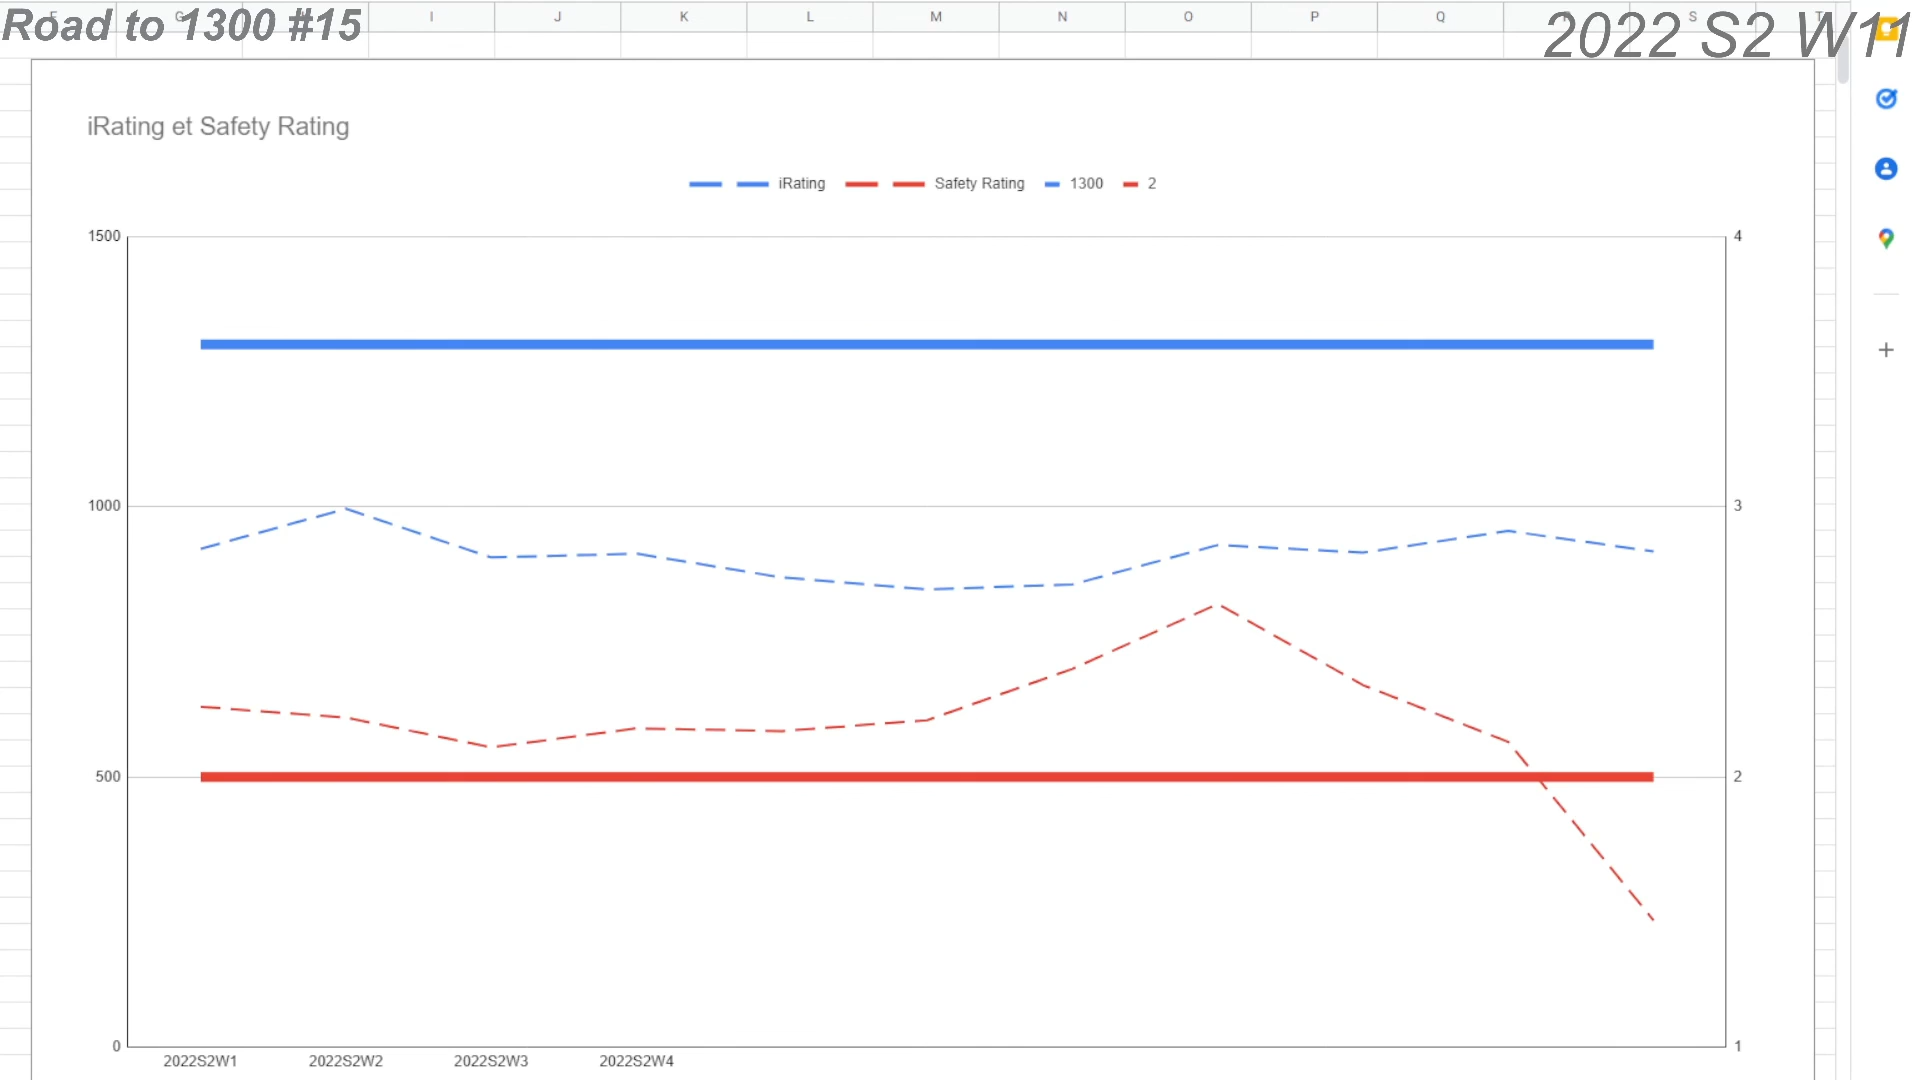 Road to 1300 #15
2022 S2 W11
F G H I J K L M N O P Q R S T
iRating et Safety Rating
iRating Safety Rating 1300 2
1500 4
1000 3
500 2
0 1
2022S2W1 2022S2W2 2022S2W3 2022S2W4